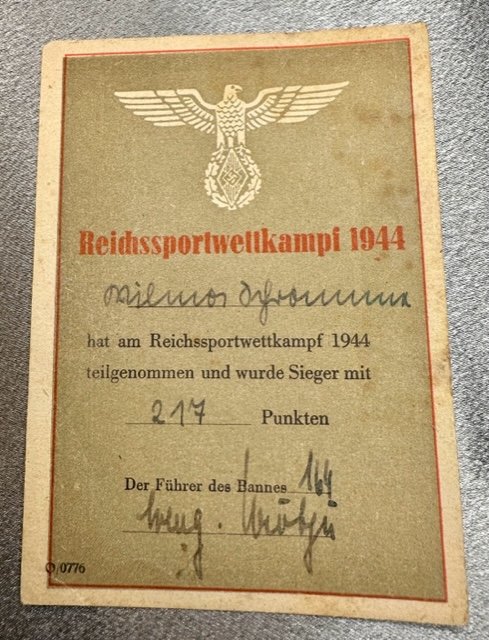 Reichssportwettkampf 1944
hat am Reichssportwettkampf 1944
teilgenommen und wurde Sieger mit
217 Punkten
Der Führer des Bannes 164
0776